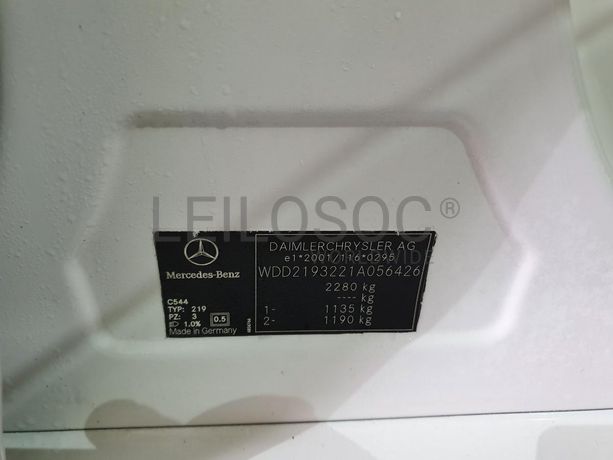 LEILOSOC®
DAIMLERCHRYSLER AG
e1*2001/116*0295
WDD2193221A056426
2280 kg
---- kg
1- 1135 kg
2- 1190 kg
Mercedes-Benz
C544
TYP: 219
PZ: 3
1.0% 0.5
Made in Germany